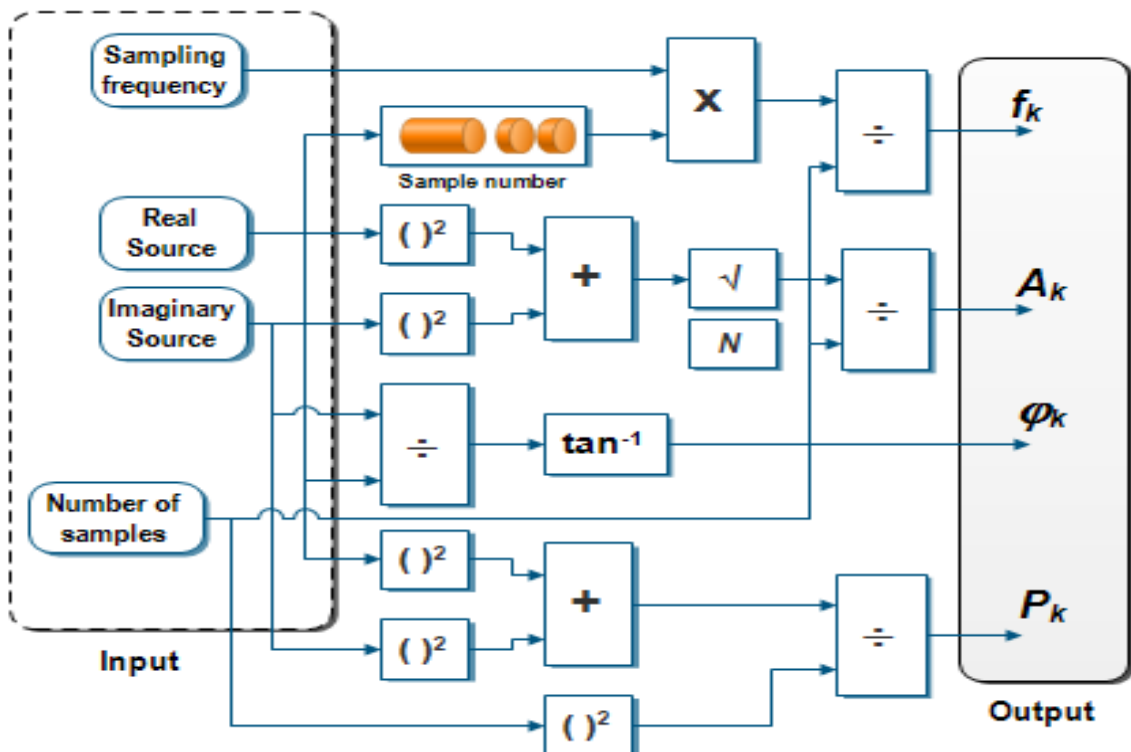 Sampling
frequency
X
÷
fk
Sample number
Real
Source
( )²
+
√
÷
Ak
Imaginary
Source
( )²
N
÷
tan⁻¹
φk
Number of
samples
( )²
+
÷
Pk
( )²
Input
( )²
Output